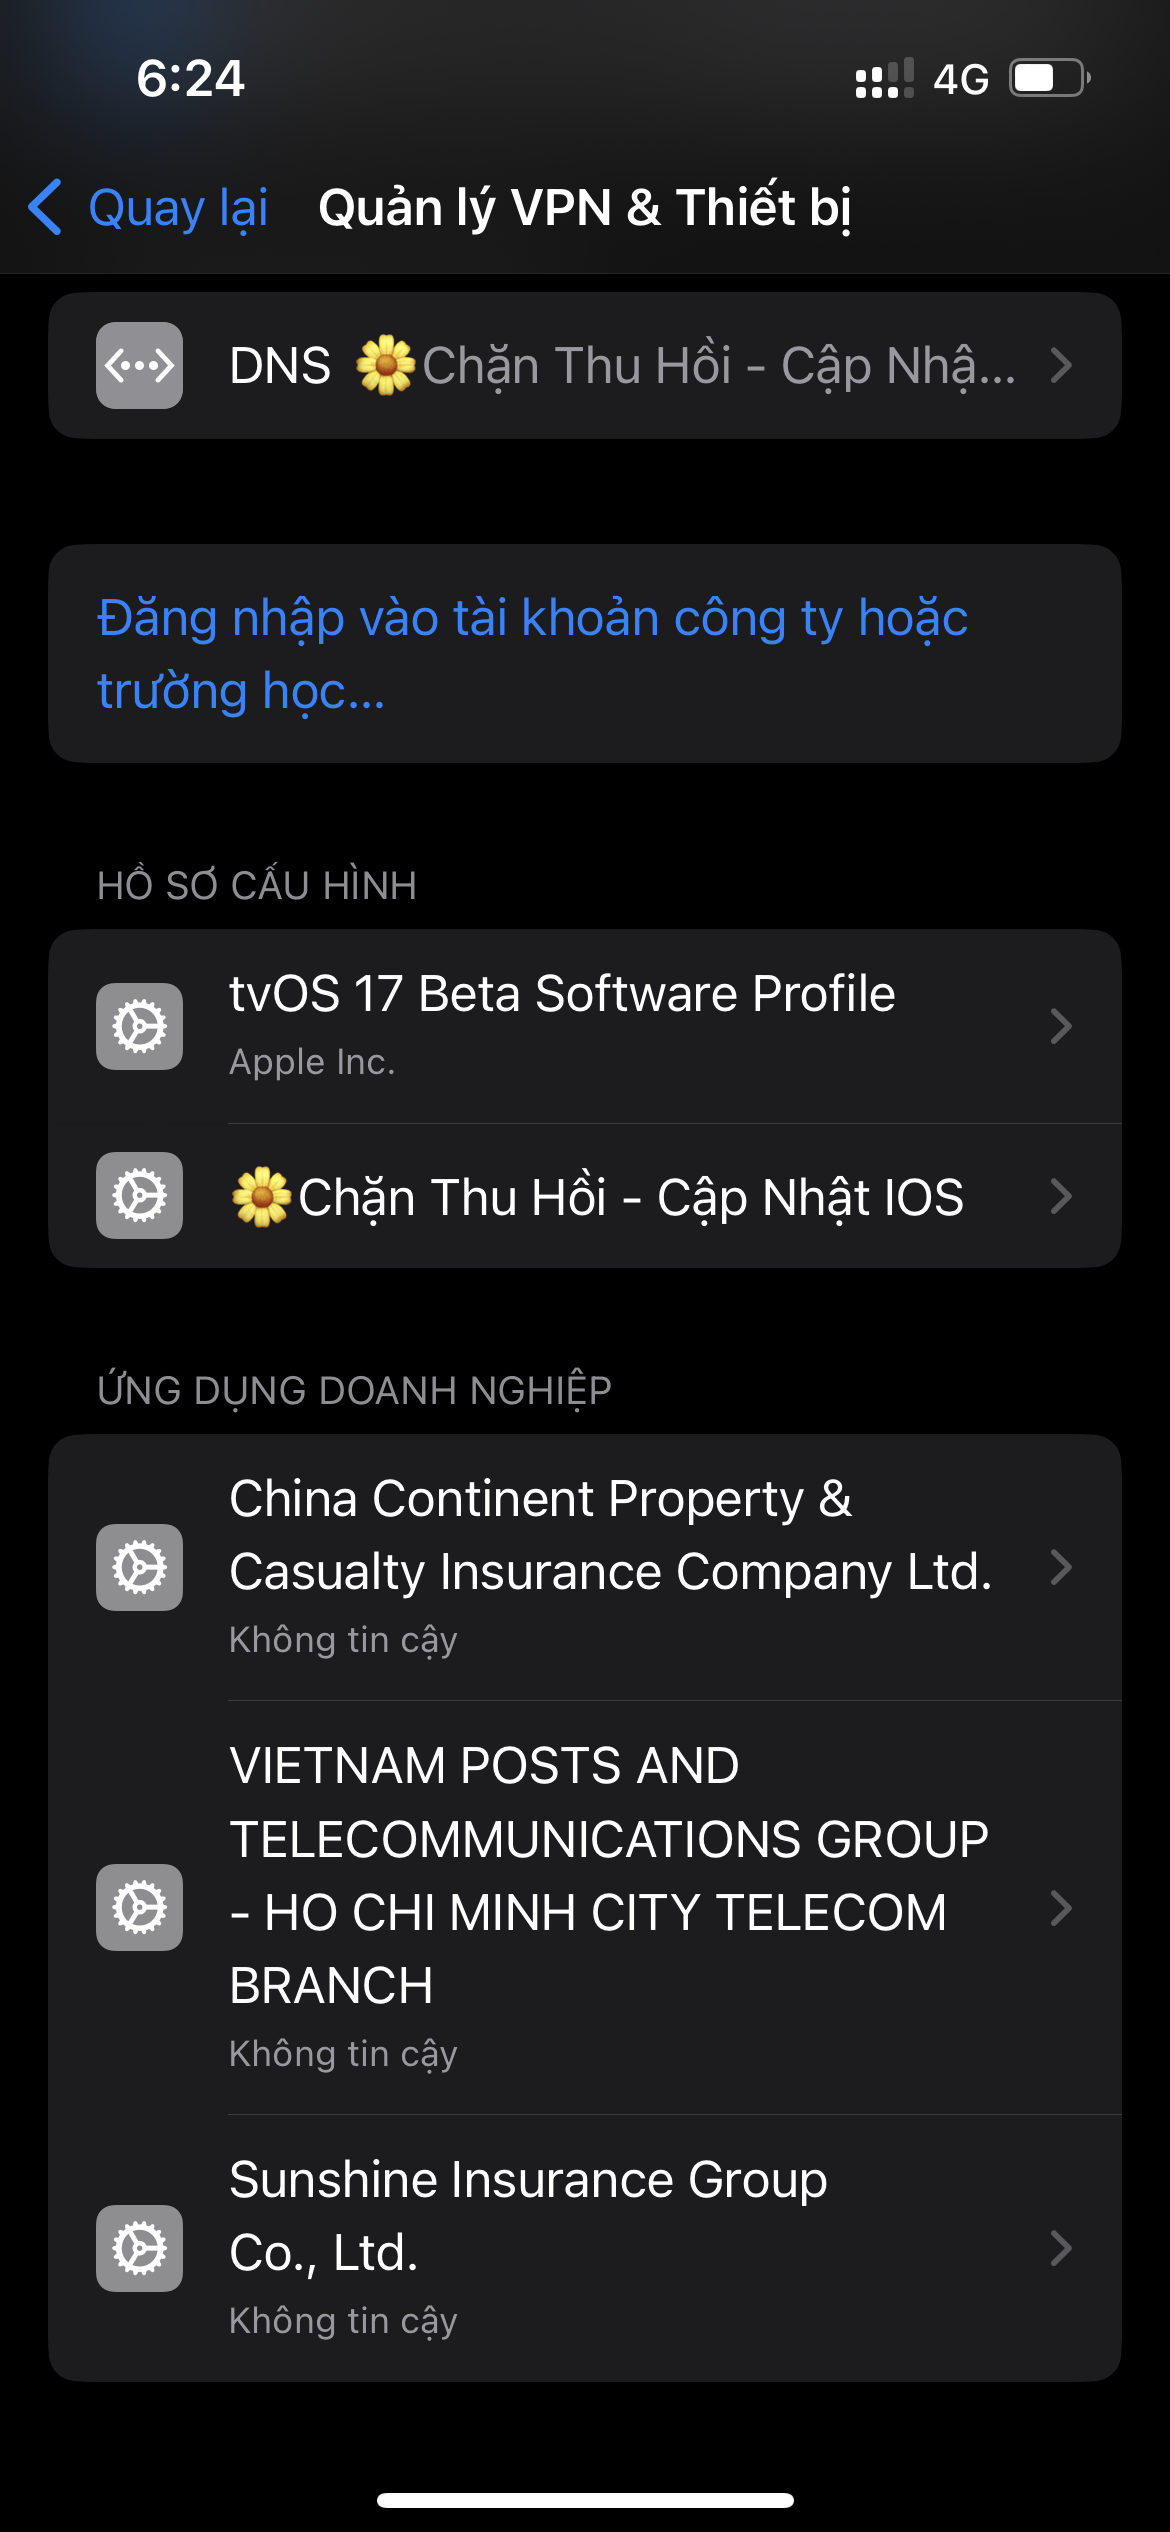 6:24
4G
Quay lại
Quản lý VPN & Thiết bị
DNS 🌼Chặn Thu Hồi - Cập Nhậ...
Đăng nhập vào tài khoản công ty hoặc
trường học...
HỒ SƠ CẤU HÌNH
tvOS 17 Beta Software Profile
Apple Inc.
🌼Chặn Thu Hồi - Cập Nhật IOS
ỨNG DỤNG DOANH NGHIỆP
China Continent Property &
Casualty Insurance Company Ltd.
Không tin cậy
VIETNAM POSTS AND
TELECOMMUNICATIONS GROUP
- HO CHI MINH CITY TELECOM
BRANCH
Không tin cậy
Sunshine Insurance Group
Co., Ltd.
Không tin cậy